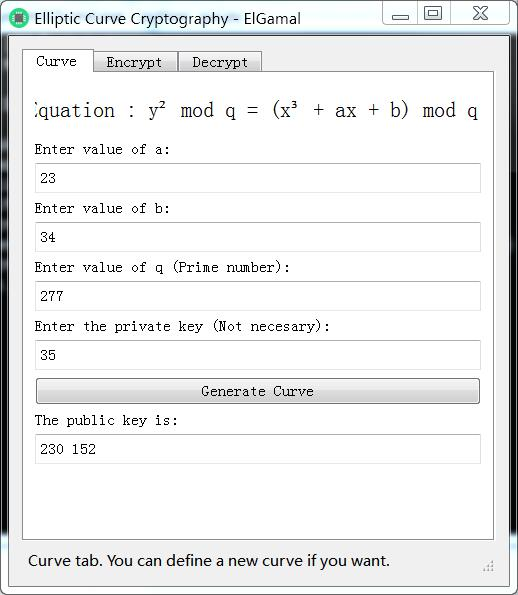 Elliptic Curve Cryptography - ElGamal
Curve Encrypt Decrypt
quation : y² mod q = (x³ + ax + b) mod q
Enter value of a:
23
Enter value of b:
34
Enter value of q (Prime number):
277
Enter the private key (Not necesary):
35
Generate Curve
The public key is:
230 152
Curve tab. You can define a new curve if you want.